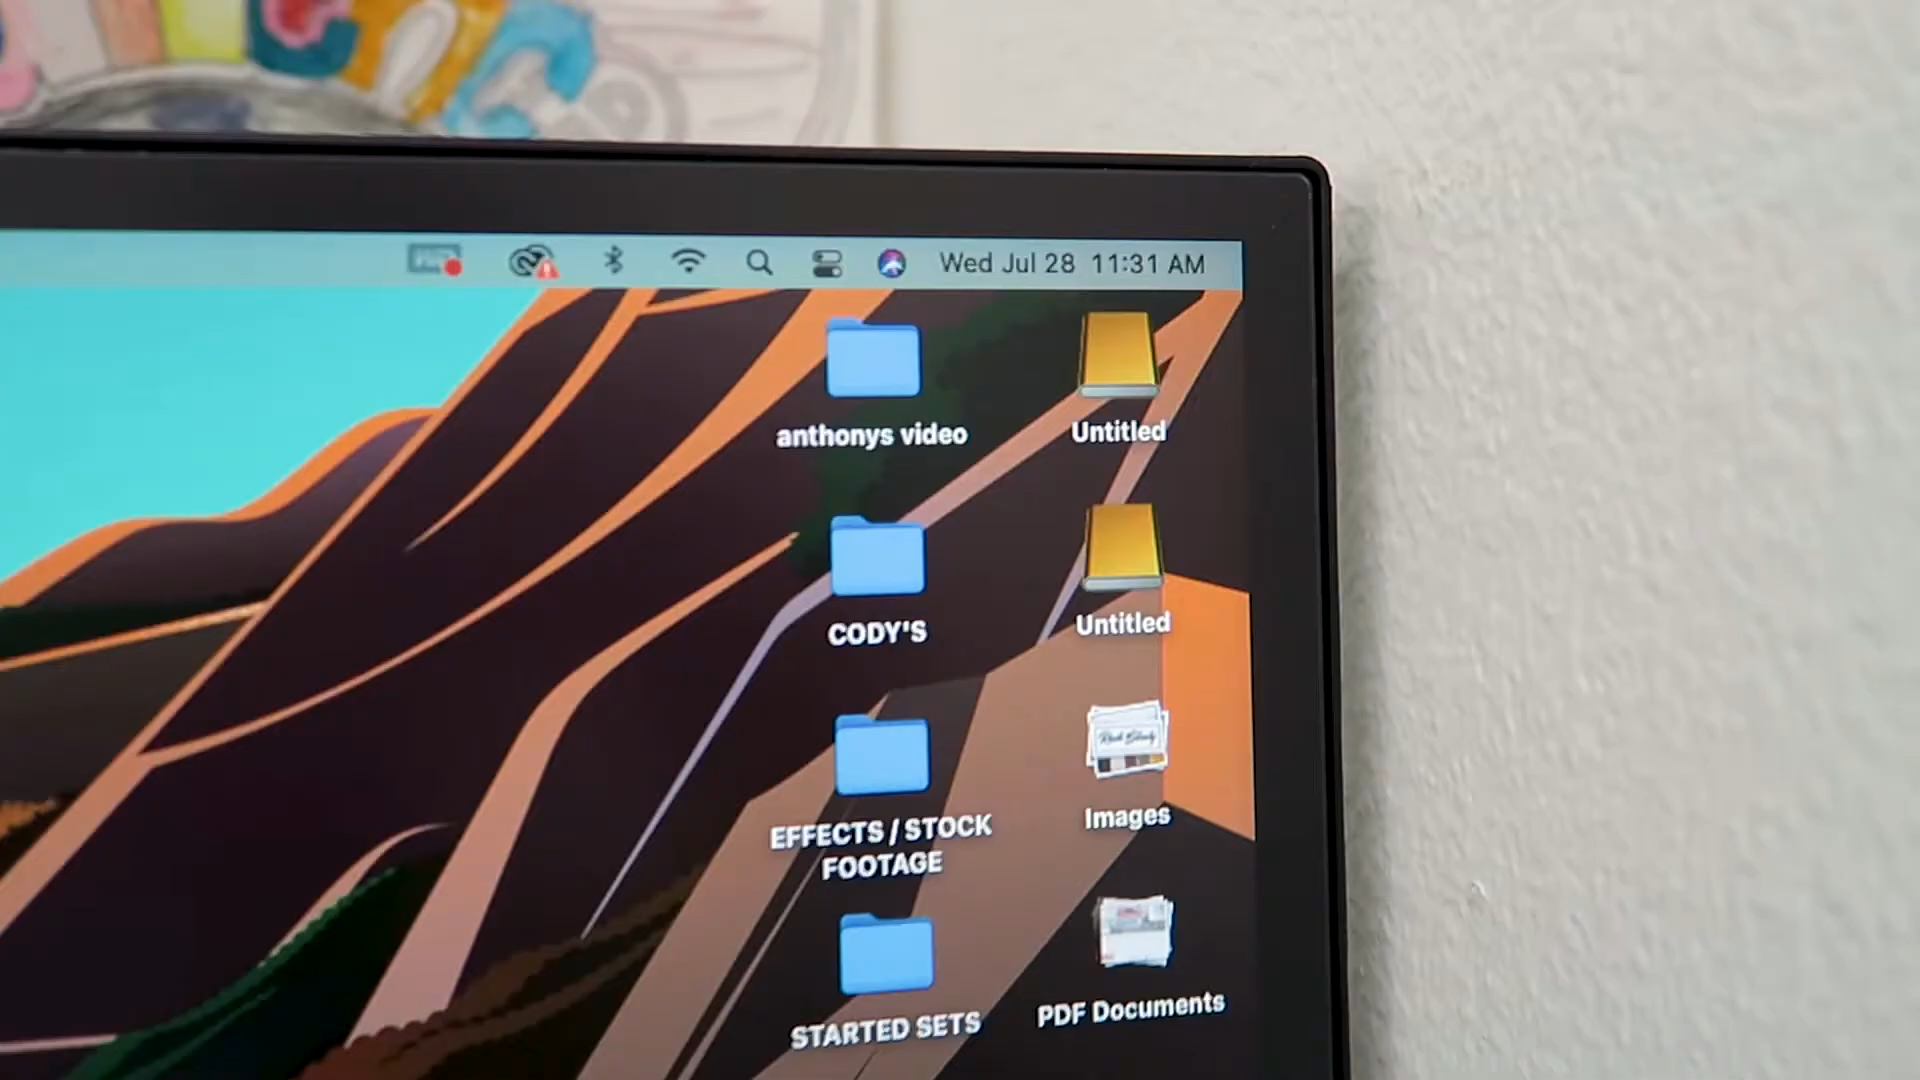 Wed Jul 28 11:31 AM
anthonys video
Untitled
CODY'S
Untitled
EFFECTS / STOCK
FOOTAGE
Images
STARTED SETS
PDF Documents